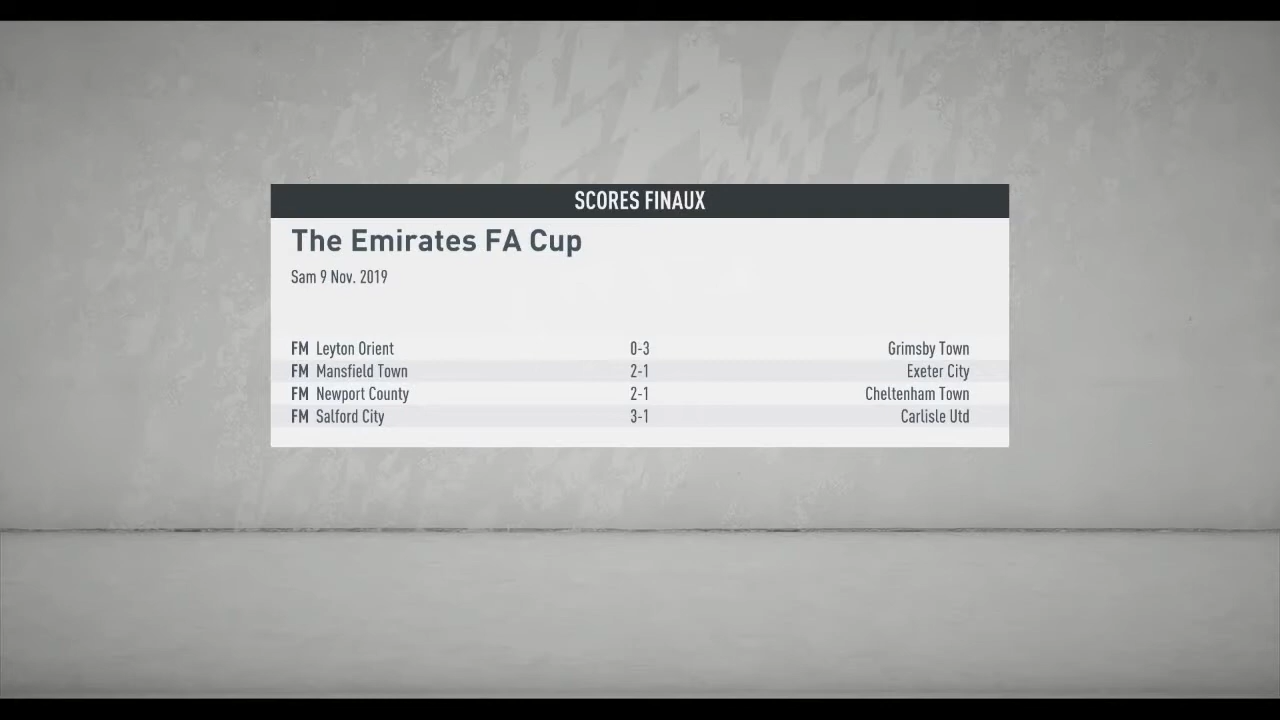 SCORES FINAUX
The Emirates FA Cup
Sam 9 Nov. 2019
FM Leyton Orient 0-3 Grimsby Town
FM Mansfield Town 2-1 Exeter City
FM Newport County 2-1 Cheltenham Town
FM Salford City 3-1 Carlisle Utd